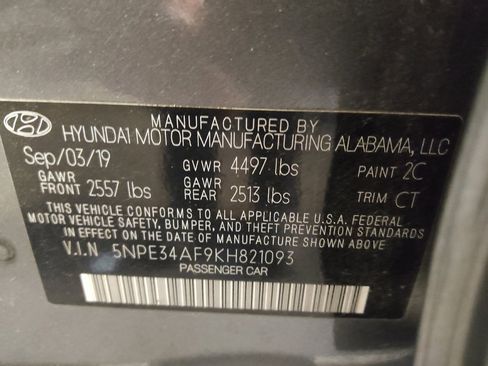 MANUFACTURED BY
HYUNDAI MOTOR MANUFACTURING ALABAMA, LLC
Sep/03/19 GVWR 4497 lbs PAINT 2C
GAWR FRONT 2557 lbs GAWR REAR 2513 lbs TRIM CT
THIS VEHICLE CONFORMS TO ALL APPLICABLE U.S.A. FEDERAL
MOTOR VEHICLE SAFETY, BUMPER, AND THEFT PREVENTION
STANDARDS IN EFFECT ON THE DATE OF MANUFACTURE SHOWN ABOVE.
V.I.N 5NPE34AF9KH821093
PASSENGER CAR